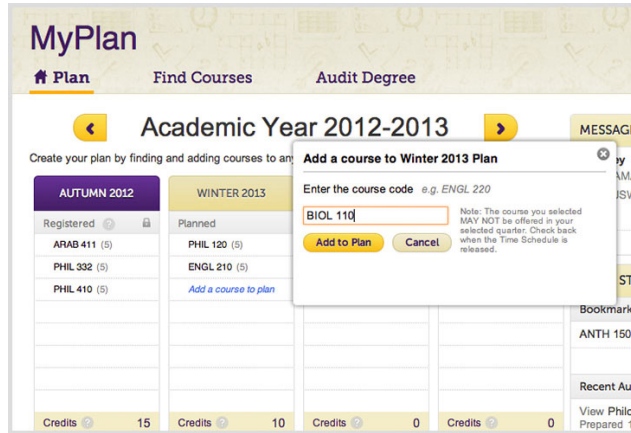 MyPlan
Plan
Find Courses
Audit Degree
Academic Year 2012-2013
Create your plan by finding and adding courses to any
AUTUMN 2012
Registered
ARAB 411 (5)
PHIL 332 (5)
PHIL 410 (5)
Credits 15
WINTER 2013
Planned
PHIL 120 (5)
ENGL 210 (5)
Add a course to plan
Credits 10
Credits 0
Credits 0
Add a course to Winter 2013 Plan
Enter the course code e.g. ENGL 220
BIOL 110
Add to Plan
Cancel
Note: The course you selected
MAY NOT be offered in your
selected quarter. Check back
when the Time Schedule is
released.
MESSAG
Bookmark
ANTH 150
Recent Au
View Philo
Prepared 1